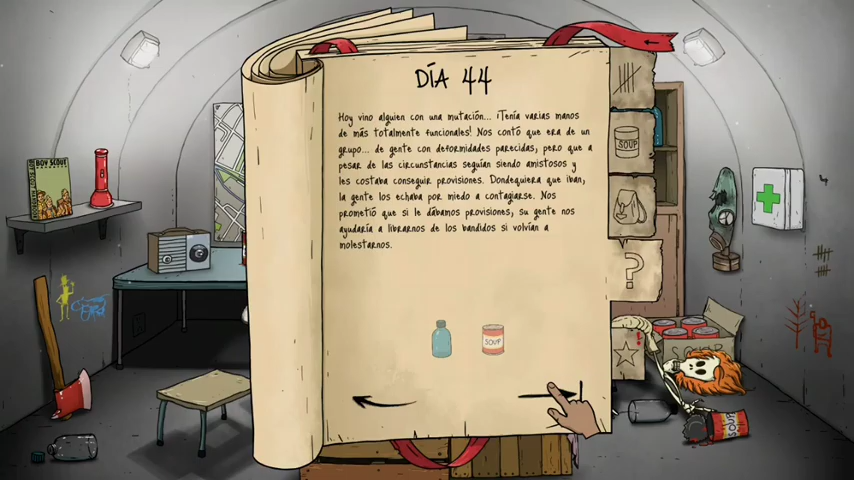 DÍA 44
Hoy vino alguien con una mutación... ¡Tenía varias manos
de más totalmente funcionales! Nos contó que era de un
grupo... de gente con deformidades parecidas, pero que a
pesar de las circunstancias seguían siendo amistosos y
les costaba conseguir provisiones. Dondequiera que iban,
la gente los echaba por miedo a contagiarse. Nos
prometió que si le dábamos provisiones, su gente nos
ayudaría a librarnos de los bandidos si volvían a
molestarnos.
SOUP
SOUP
BOY SCOUT
SOUP